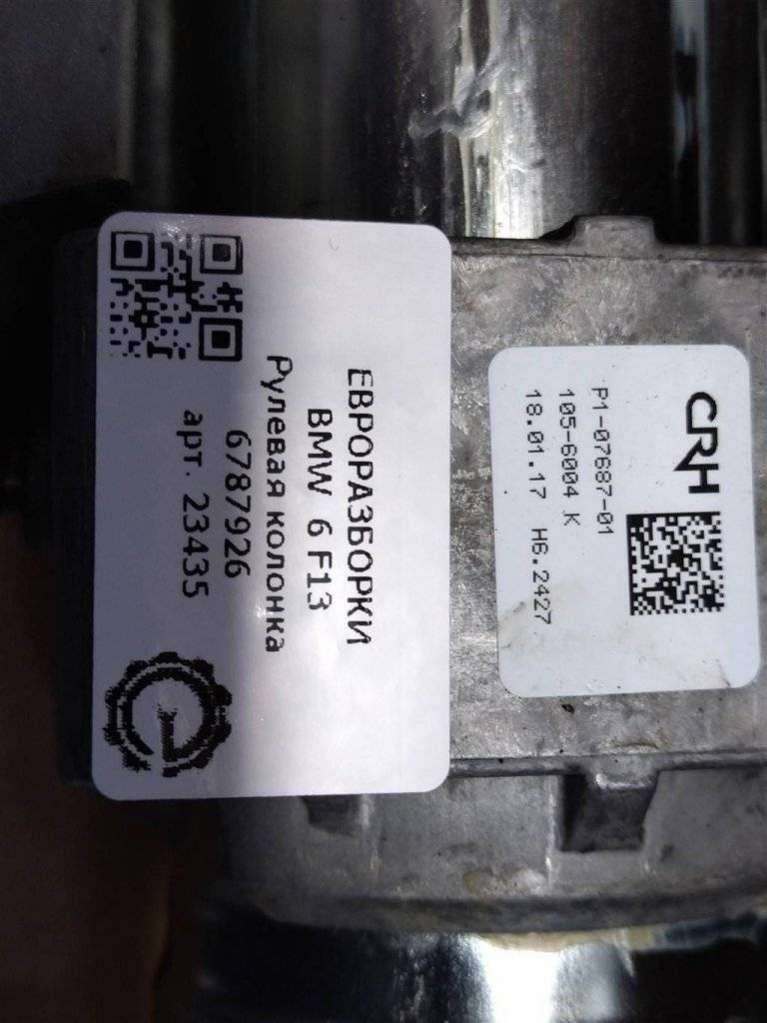 ЕВРОРАЗБОРКИ
BMW 6 F13
Рулевая колонка
6787926
арт. 23435
CRH
P1-07687-01
105-6004 K
18.01.17 H6.2427